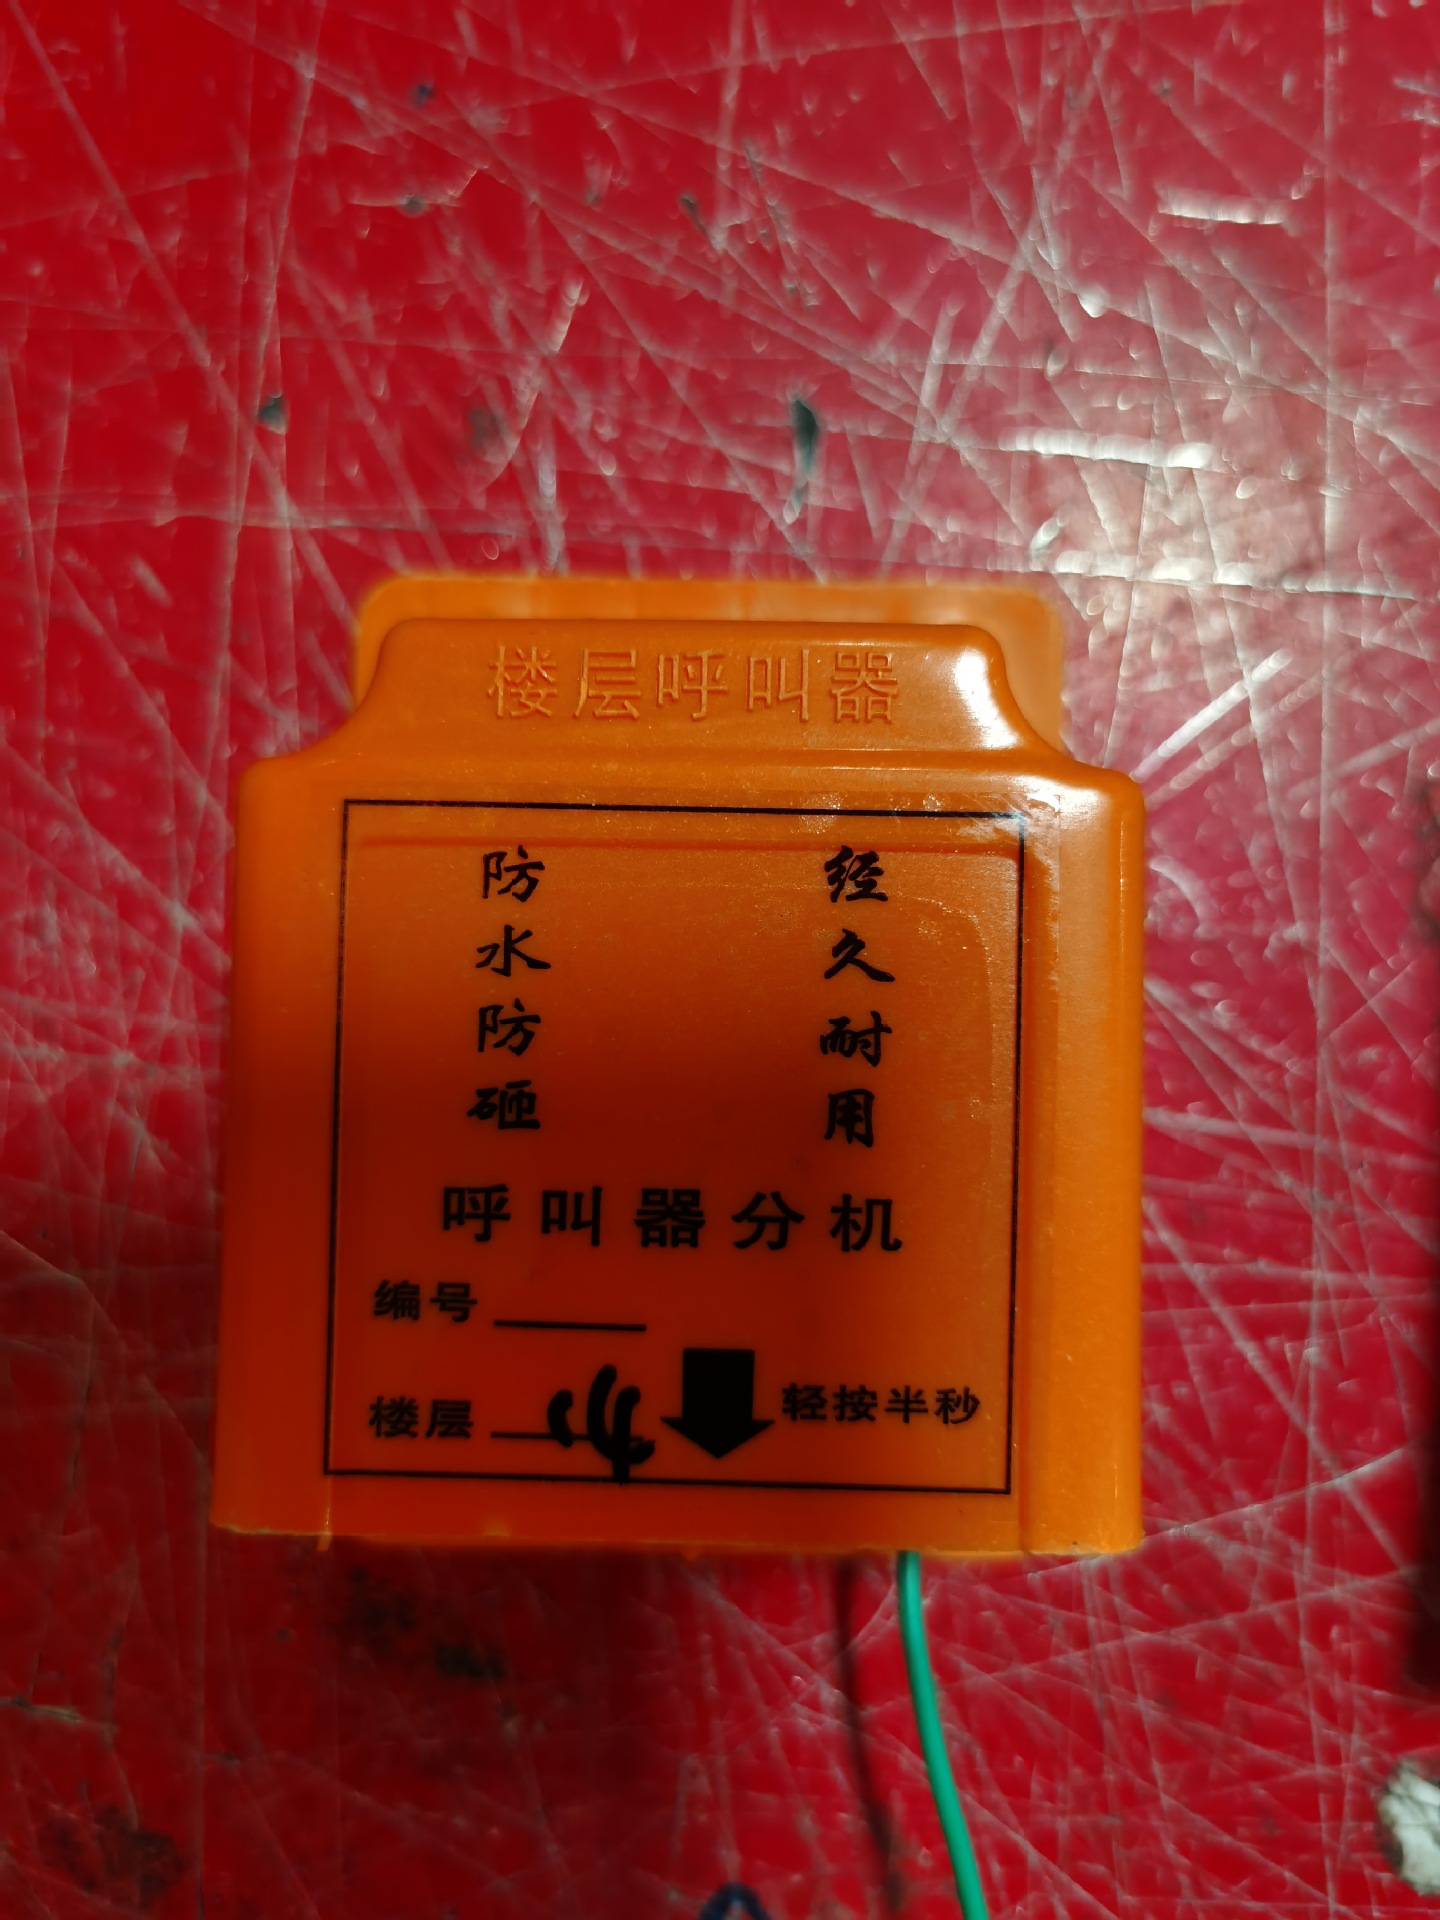 楼层呼叫器
防水防砸
经久耐用
呼叫器分机
编号
楼层
轻按半秒